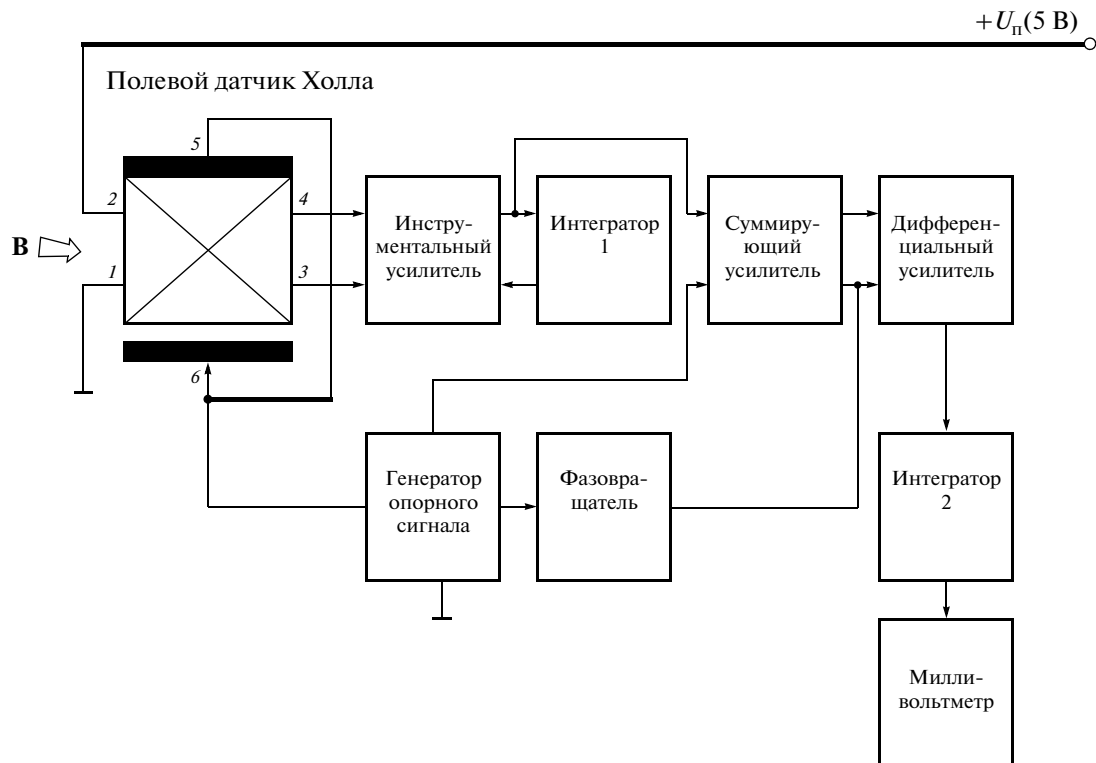 +Uп(5 В)
Полевой датчик Холла
5
2
4
B
1
3
6
Инстру-
ментальный
усилитель
Интегратор
1
Суммиру-
ющий
усилитель
Дифферен-
циальный
усилитель
Генератор
опорного
сигнала
Фазовра-
щатель
Интегратор
2
Милли-
вольтметр